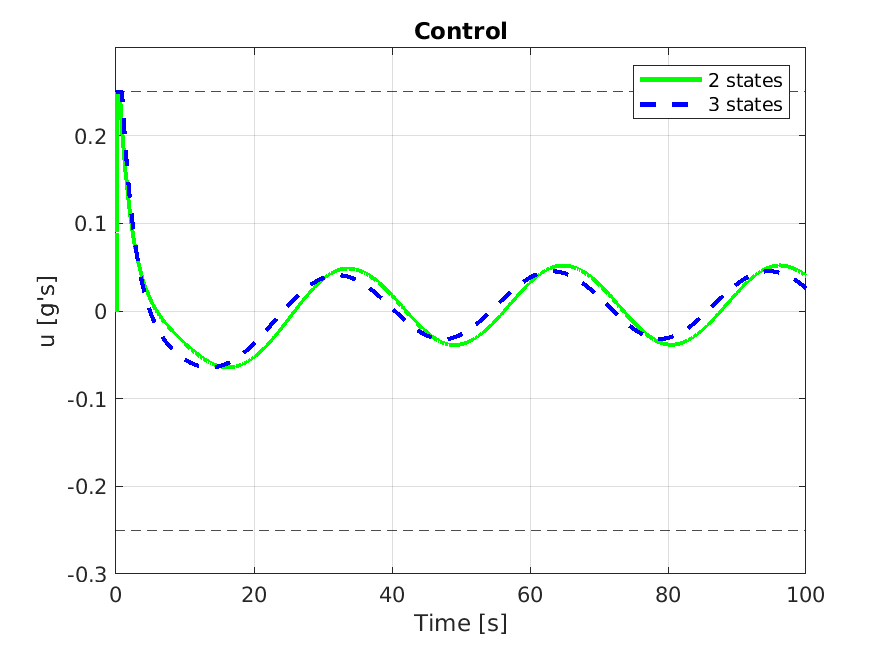 Control
2 states
3 states
u [g's]
0.2
0.1
0
-0.1
-0.2
-0.3
0 20 40 60 80 100
Time [s]